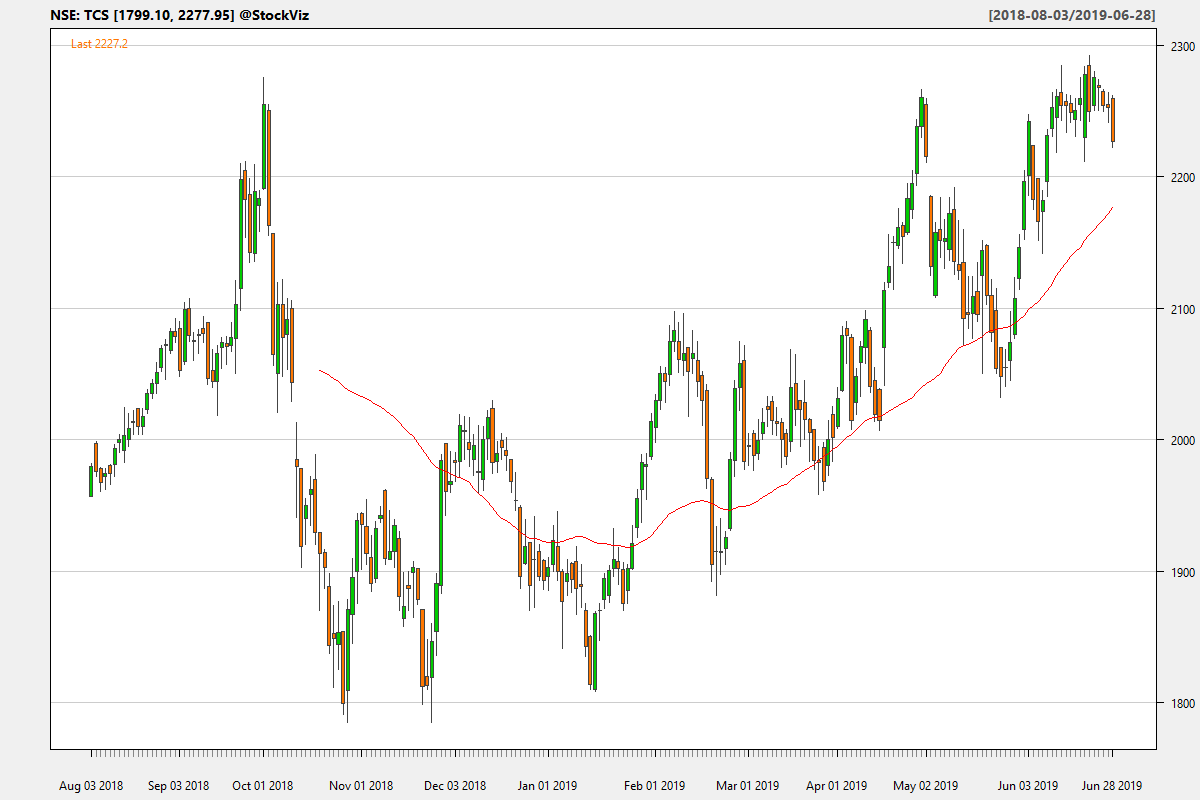 NSE: TCS [1799.10, 2277.95] @StockViz
[2018-08-03/2019-06-28]
Last 2227.2
2300
2200
2100
2000
1900
1800
Aug 03 2018
Sep 03 2018
Oct 01 2018
Nov 01 2018
Dec 03 2018
Jan 01 2019
Feb 01 2019
Mar 01 2019
Apr 01 2019
May 02 2019
Jun 03 2019
Jun 28 2019